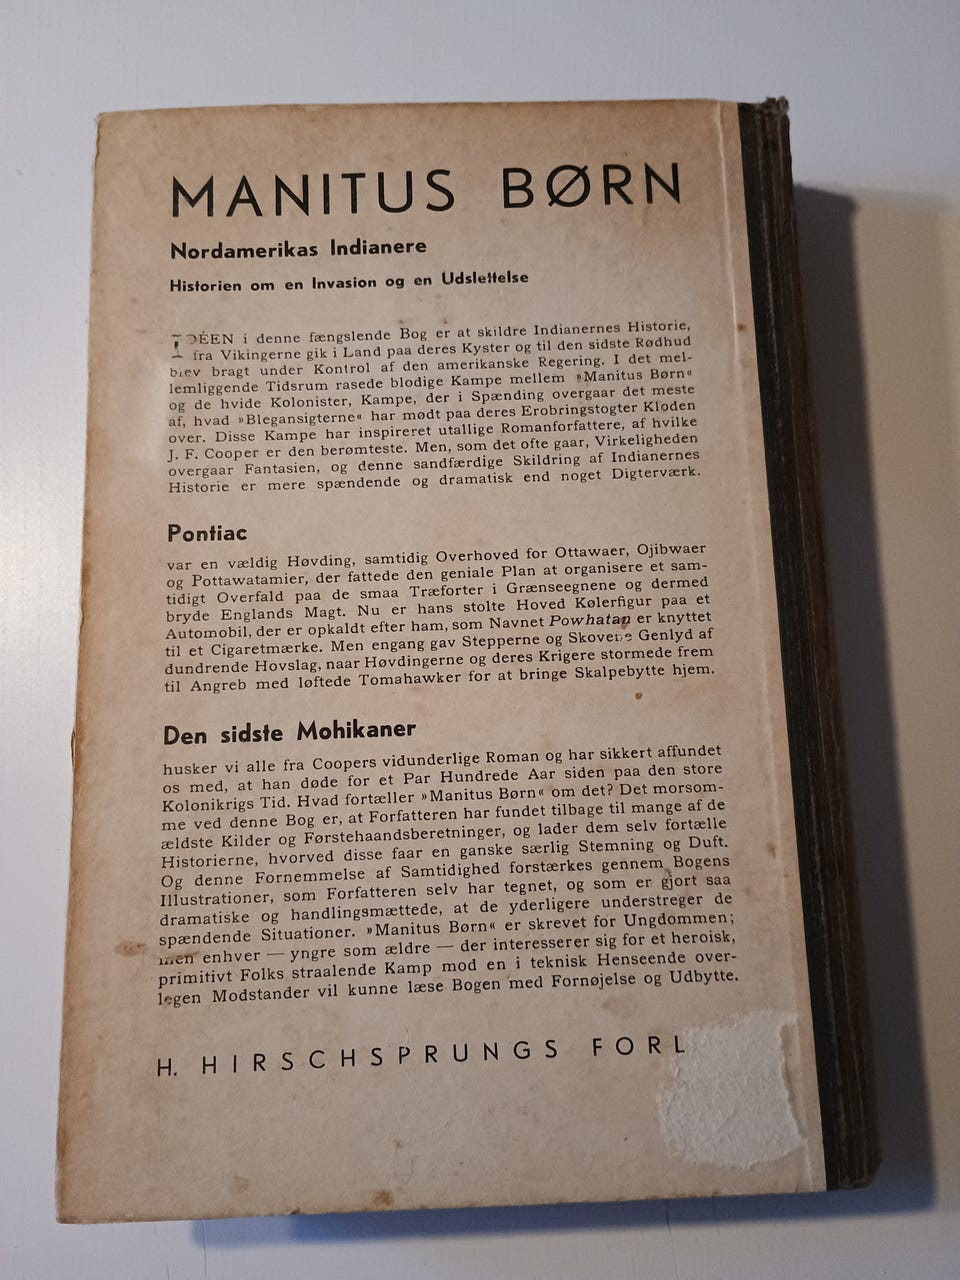 MANITUS BØRN
Nordamerikas Indianere
Historien om en Invasion og en Udslettelse
IDÉEN i denne fængslende Bog er at skildre Indianernes Historie,
fra Vikingerne gik i Land paa deres Kyster og til den sidste Rødhud
blev bragt under Kontrol af den amerikanske Regering. I det mel-
lemliggende Tidsrum rasede blodige Kampe mellem »Manitus Børn«
og de hvide Kolonister, Kampe, der i Spænding overgaar det meste
af, hvad »Blegansigterne« har mødt paa deres Erobringstogter Kloden
over. Disse Kampe har inspireret utallige Romanforfattere, af hvilke
J. F. Cooper er den berømteste. Men, som det ofte gaar, Virkeligheden
overgaar Fantasien, og denne sandfærdige Skildring af Indianernes
Historie er mere spændende og dramatisk end noget Digterværk.
Pontiac
var en vældig Høvding, samtidig Overhoved for Ottawaer, Ojibwaer
og Pottawatamier, der fattede den geniale Plan at organisere et sam-
tidigt Overfald paa de smaa Træforter i Grænseegnene og dermed
bryde Englands Magt. Nu er hans stolte Hoved Kølerfigur paa et
Automobil, der er opkaldt efter ham, som Navnet Powhatan er knyttet
til et Cigaretmærke. Men engang gav Stepperne og Skovene Genlyd af
dundrende Hovslag, naar Høvdingerne og deres Krigere stormede frem
til Angreb med løftede Tomahawker for at bringe Skalpebytte hjem.
Den sidste Mohikaner
husker vi alle fra Coopers vidunderlige Roman og har sikkert affundet
os med, at han døde for et Par Hundrede Aar siden paa den store
Kolonikrigs Tid. Hvad fortæller »Manitus Børn« om det? Det morsom-
me ved denne Bog er, at Forfatteren har fundet tilbage til mange af de
ældste Kilder og Førstehaandsberetninger, og lader dem selv fortælle
Historierne, hvorved disse faar en ganske særlig Stemning og Duft.
Og denne Fornemmelse af Samtidighed forstærkes gennem Bogens
Illustrationer, som Forfatteren selv har tegnet, og som er gjort saa
dramatiske og handlingsmættede, at de yderligere understreger de
spændende Situationer. »Manitus Børn« er skrevet for Ungdommen;
men enhver — yngre som ældre — der interesserer sig for et heroisk,
primitivt Folks straalende Kamp mod en i teknisk Henseende over-
legen Modstander vil kunne læse Bogen med Fornøjelse og Udbytte.
H. HIRSCHSPRUNGS FORL